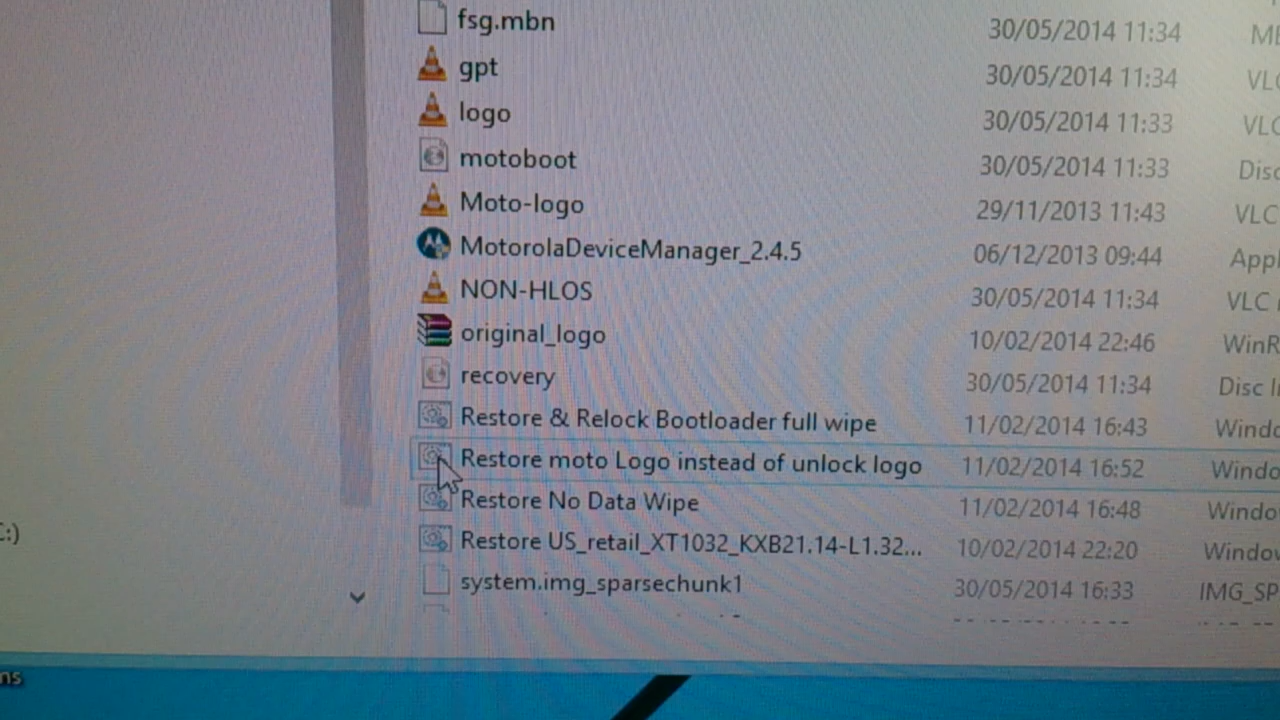 fsg.mbn 30/05/2014 11:34
gpt 30/05/2014 11:34 VLC
logo 30/05/2014 11:33 VLC
motoboot 30/05/2014 11:33 Disc
Moto-logo 29/11/2013 11:43 VLC
MotorolaDeviceManager_2.4.5 06/12/2013 09:44 Appl
NON-HLOS 30/05/2014 11:34 VLC
original_logo 10/02/2014 22:46 WinR
recovery 30/05/2014 11:34 Disc I
Restore & Relock Bootloader full wipe 11/02/2014 16:43 Windo
Restore moto Logo instead of unlock logo 11/02/2014 16:52 Windo
Restore No Data Wipe 11/02/2014 16:48 Windo
C:) Restore US_retail_XT1032_KXB21.14-L1.32... 10/02/2014 22:20 Window
system.img_sparsechunk1 30/05/2014 16:33 IMG_SP
ns